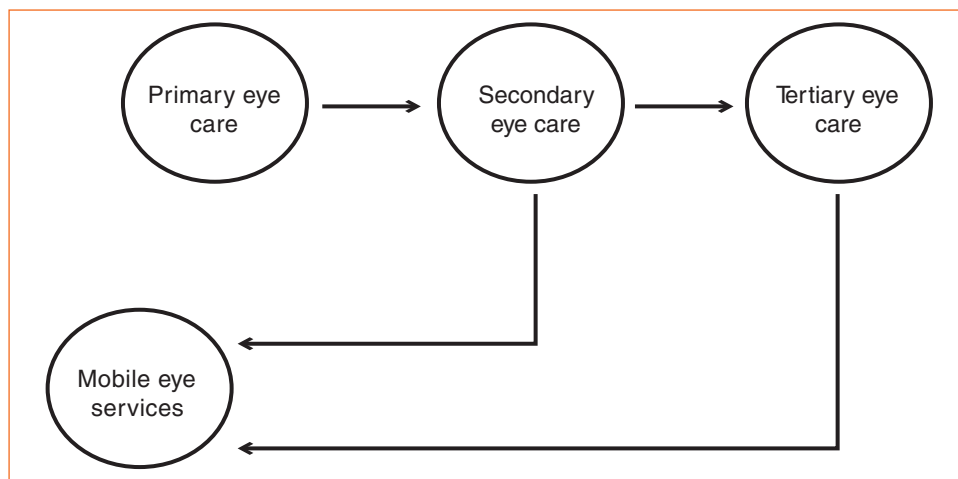 Primary eye
care
Secondary
eye care
Tertiary eye
care
Mobile eye
services